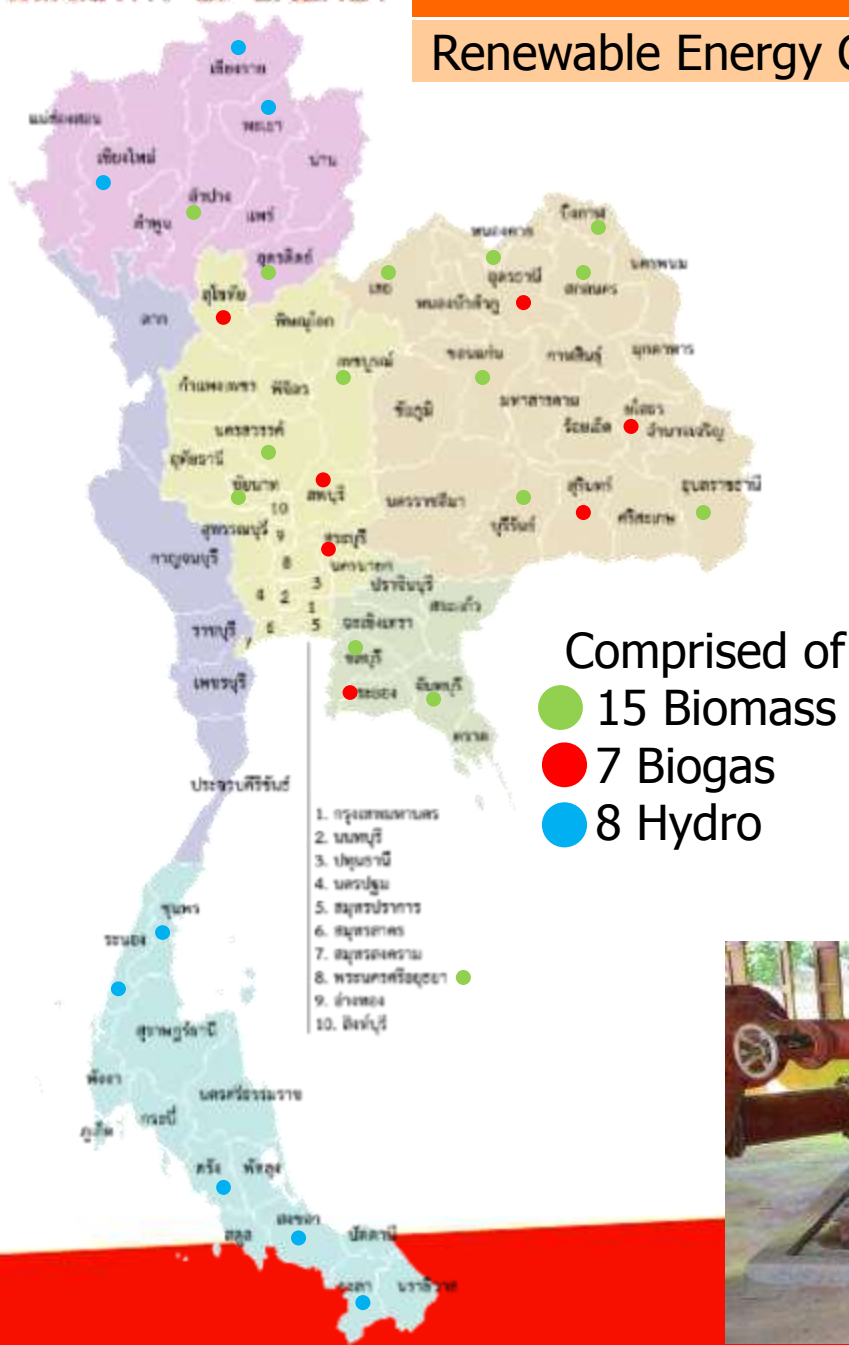 Renewable Energy
เชียงราย
แม่ฮ่องสอน
พะเยา
เชียงใหม่
น่าน
ลำปาง
ลำพูน
แพร่
อุตรดิตถ์
บึงกาฬ
หนองคาย
สุโขทัย
เลย
อุดรธานี
นครพนม
สกลนคร
หนองบัวลำภู
ตาก
พิษณุโลก
เพชรบูรณ์
ขอนแก่น
กาฬสินธุ์
มุกดาหาร
กำแพงเพชร
พิจิตร
ชัยภูมิ
มหาสารคาม
ยโสธร
ร้อยเอ็ด
อำนาจเจริญ
นครสวรรค์
อุทัยธานี
ชัยนาท
ลพบุรี
นครราชสีมา
สุรินทร์
อุบลราชธานี
บุรีรัมย์
ศรีสะเกษ
10
สุพรรณบุรี
9
สระบุรี
กาญจนบุรี
8
นครนายก
3
ปราจีนบุรี
4
2
1
สระแก้ว
ราชบุรี
6
5
ฉะเชิงเทรา
7
ชลบุรี
เพชรบุรี
ระยอง
จันทบุรี
ตราด
ประจวบคีรีขันธ์
Comprised of
15 Biomass
7 Biogas
8 Hydro
1. กรุงเทพมหานคร
2. นนทบุรี
3. ปทุมธานี
4. นครปฐม
5. สมุทรปราการ
6. สมุทรสาคร
7. สมุทรสงคราม
8. พระนครศรีอยุธยา
9. อ่างทอง
10. สิงห์บุรี
ชุมพร
ระนอง
สุราษฎร์ธานี
พังงา
นครศรีธรรมราช
ภูเก็ต
กระบี่
ตรัง
พัทลุง
สงขลา
สตูล
ปัตตานี
ยะลา
นราธิวาส